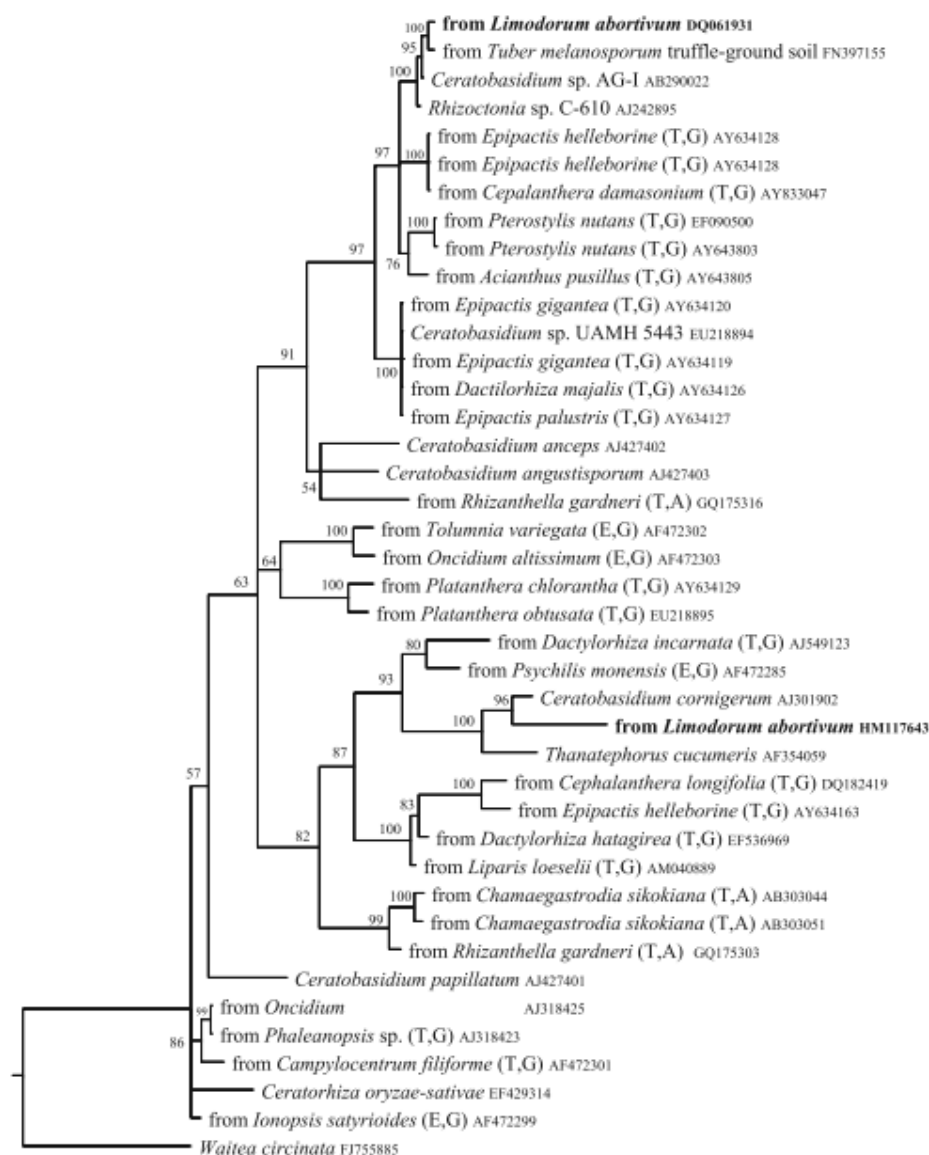 100 from Limodorum abortivum DQ061931
95 from Tuber melanosporum truffle-ground soil FN397155
100 Ceratobasidium sp. AG-I AB290022
Rhizoctonia sp. C-610 AJ242895
from Epipactis helleborine (T,G) AY634128
97 100 from Epipactis helleborine (T,G) AY634128
from Cepalanthera damasonium (T,G) AY833047
100 from Pterostylis nutans (T,G) EF090500
97 from Pterostylis nutans (T,G) AY643803
76 from Acianthus pusillus (T,G) AY643805
from Epipactis gigantea (T,G) AY634120
Ceratobasidium sp. UAMH 5443 EU218894
91 from Epipactis gigantea (T,G) AY634119
100 from Dactilorhiza majalis (T,G) AY634126
from Epipactis palustris (T,G) AY634127
Ceratobasidium anceps AJ427402
Ceratobasidium angustisporum AJ427403
54 from Rhizanthella gardneri (T,A) GQ175316
100 from Tolumnia variegata (E,G) AF472302
64 from Oncidium altissimum (E,G) AF472303
63 100 from Platanthera chlorantha (T,G) AY634129
from Platanthera obtusata (T,G) EU218895
80 from Dactylorhiza incarnata (T,G) AJ549123
93 from Psychilis monensis (E,G) AF472285
96 Ceratobasidium cornigerum AJ301902
100 from Limodorum abortivum HM117643
87 Thanatephorus cucumeris AF354059
57 100 from Cephalanthera longifolia (T,G) DQ182419
83 from Epipactis helleborine (T,G) AY634163
82 100 from Dactylorhiza hatagirea (T,G) EF536969
from Liparis loeselii (T,G) AM040889
100 from Chamaegastrodia sikokiana (T,A) AB303044
99 from Chamaegastrodia sikokiana (T,A) AB303051
from Rhizanthella gardneri (T,A) GQ175303
Ceratobasidium papillatum AJ427401
99 from Oncidium AJ318425
86 from Phaleanopsis sp. (T,G) AJ318423
from Campylocentrum filiforme (T,G) AF472301
Ceratorhiza oryzae-sativae EF429314
from Ionopsis satyrioides (E,G) AF472299
Waitea circinata FJ755885